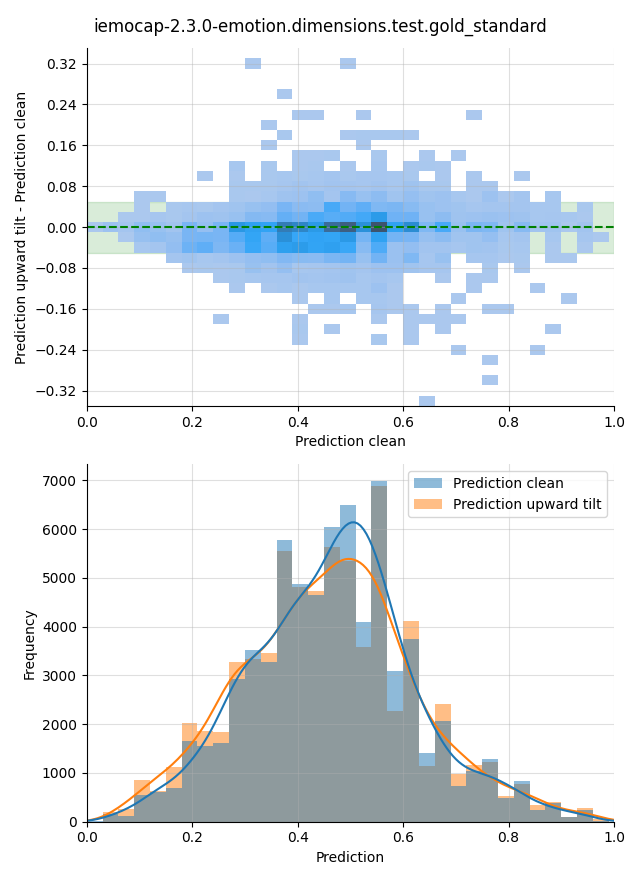 iemocap-2.3.0-emotion.dimensions.test.gold_standard
0.32
0.24
0.16
0.08
0.00
−0.08
−0.16
−0.24
−0.32
Prediction upward tilt - Prediction clean
0.0 0.2 0.4 0.6 0.8 1.0
Prediction clean
7000
6000
5000
4000
3000
2000
1000
0
Frequency
Prediction clean
Prediction upward tilt
0.0 0.2 0.4 0.6 0.8 1.0
Prediction